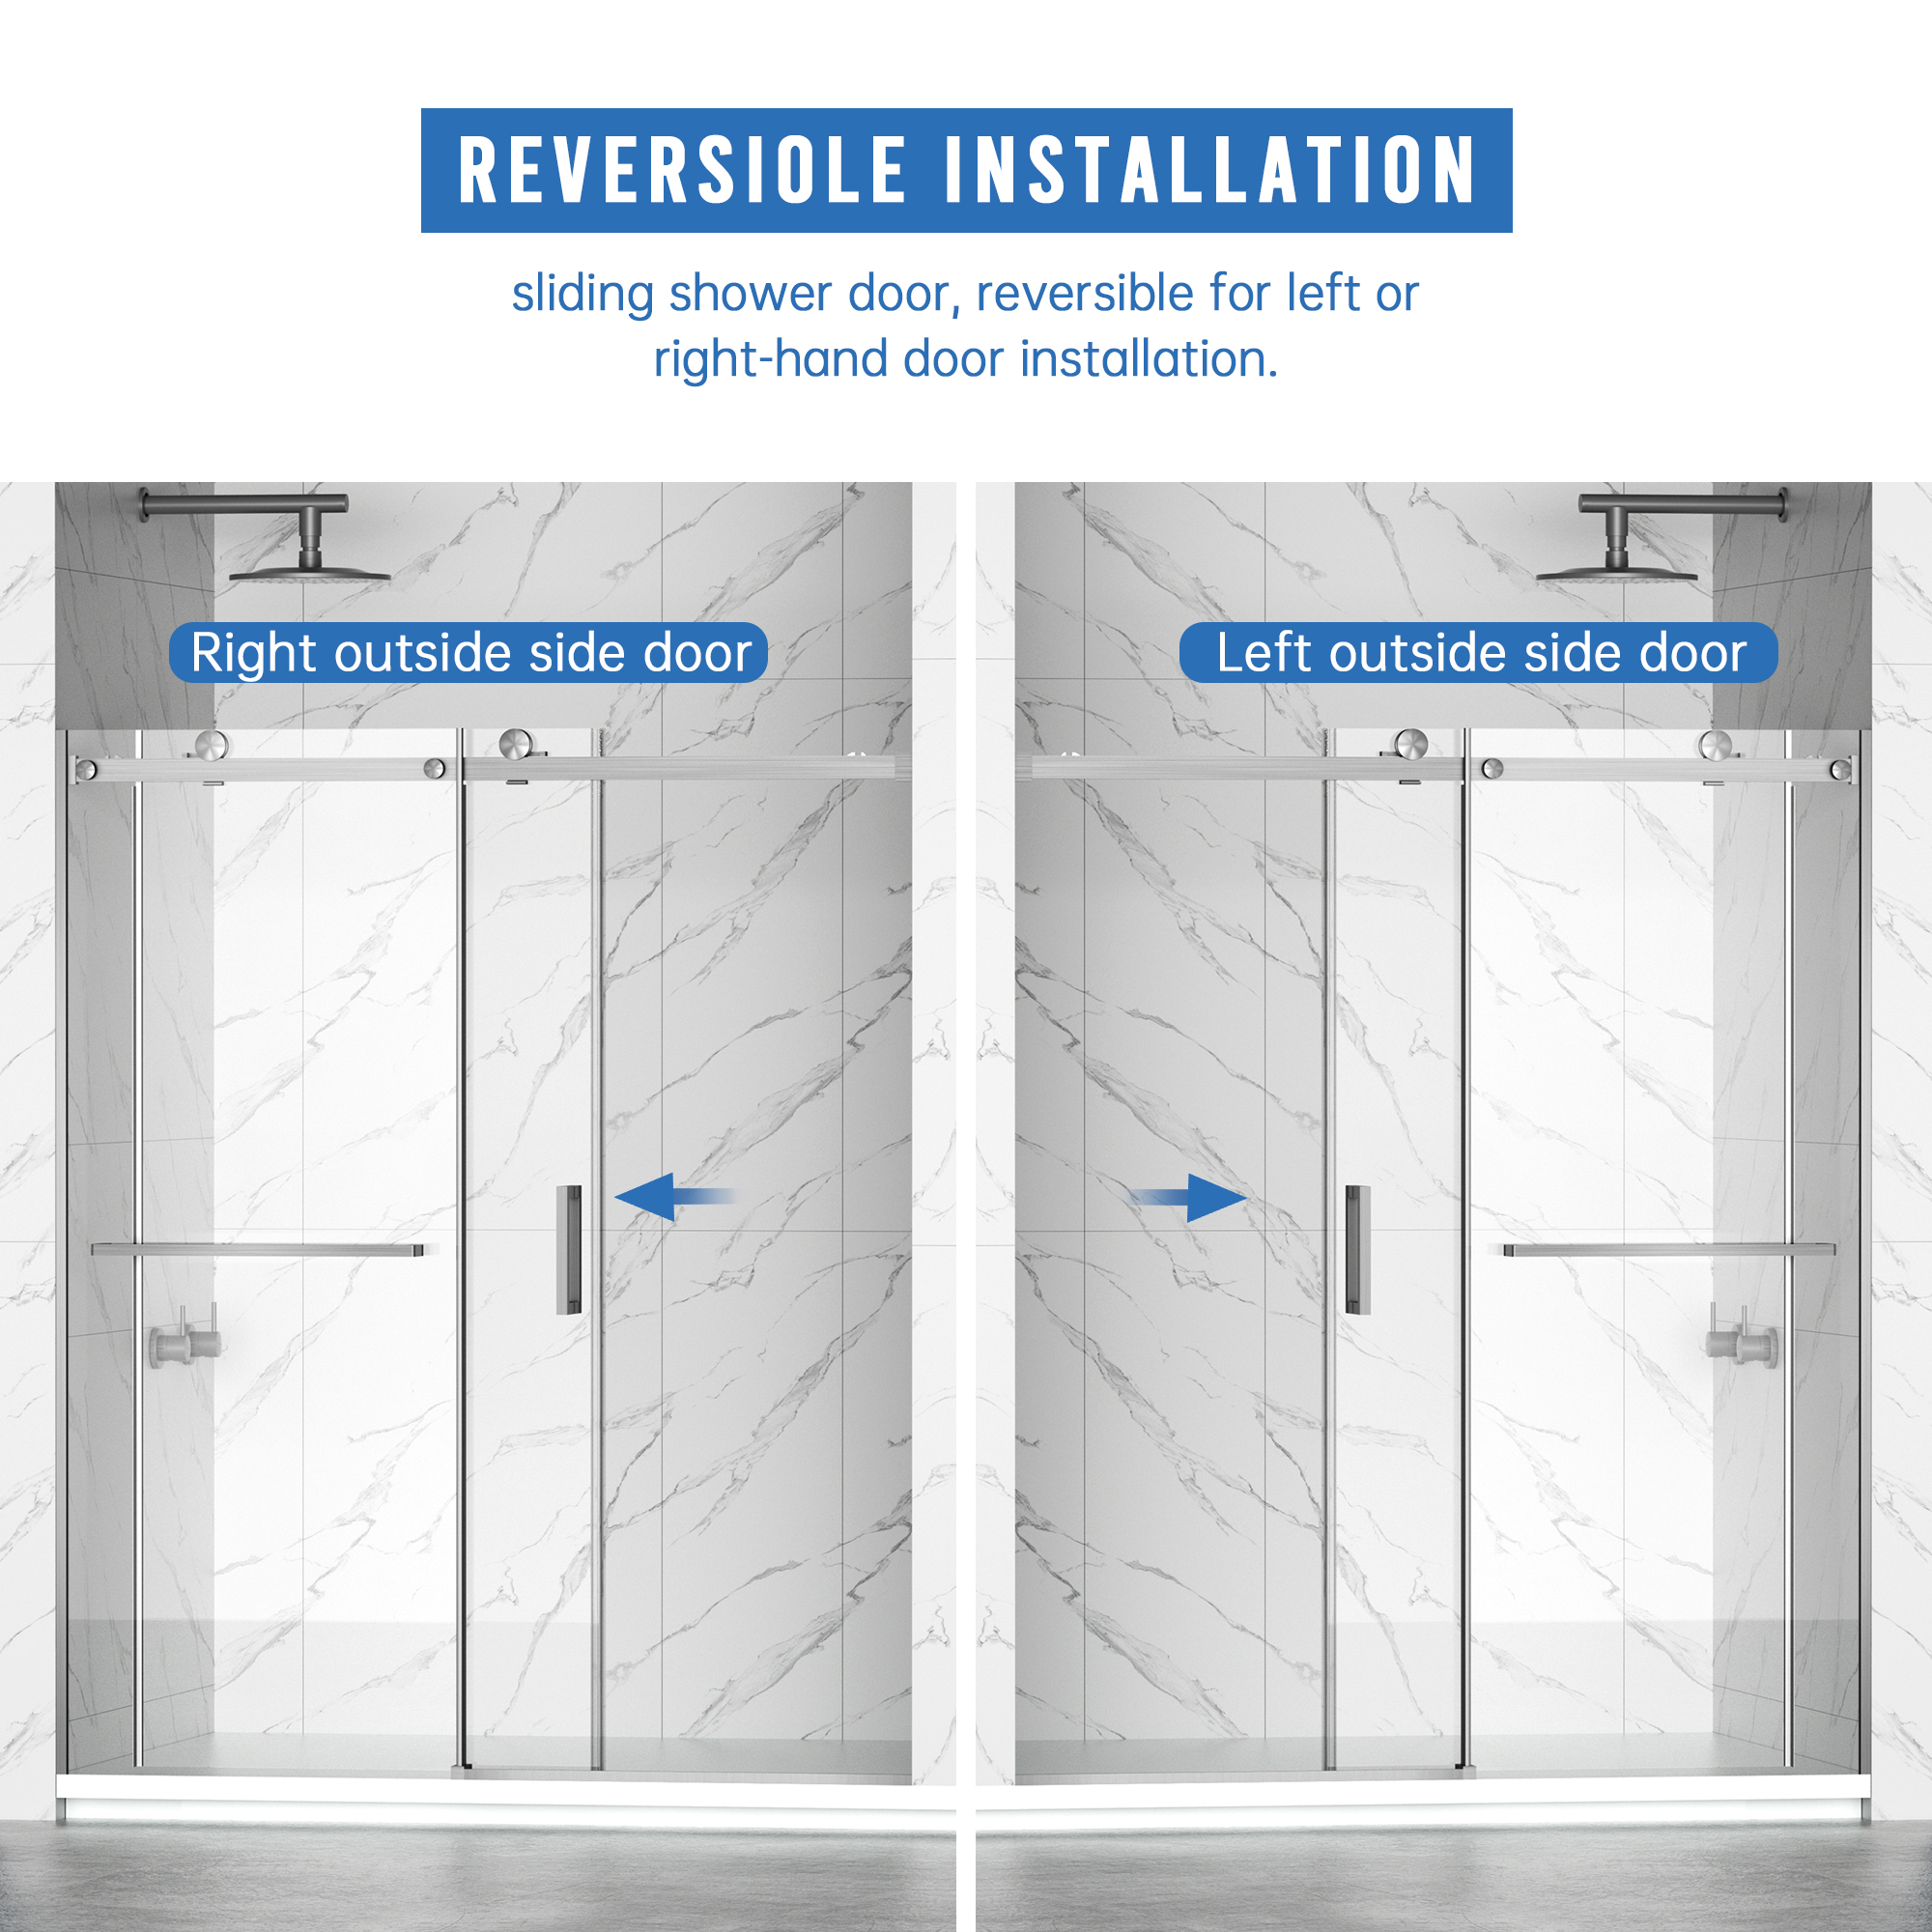 REVERSIOLE INSTALLATION
sliding shower door, reversible for left or
right-hand door installation.
Right outside side door
Left outside side door